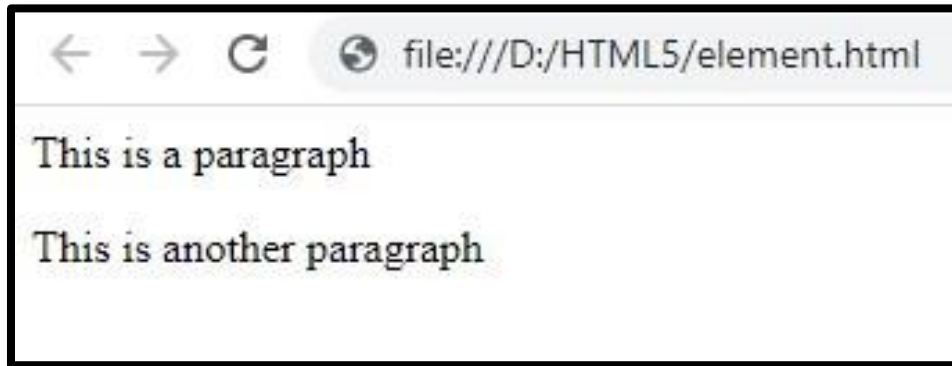 file:///D:/HTML5/element.html
This is a paragraph
This is another paragraph